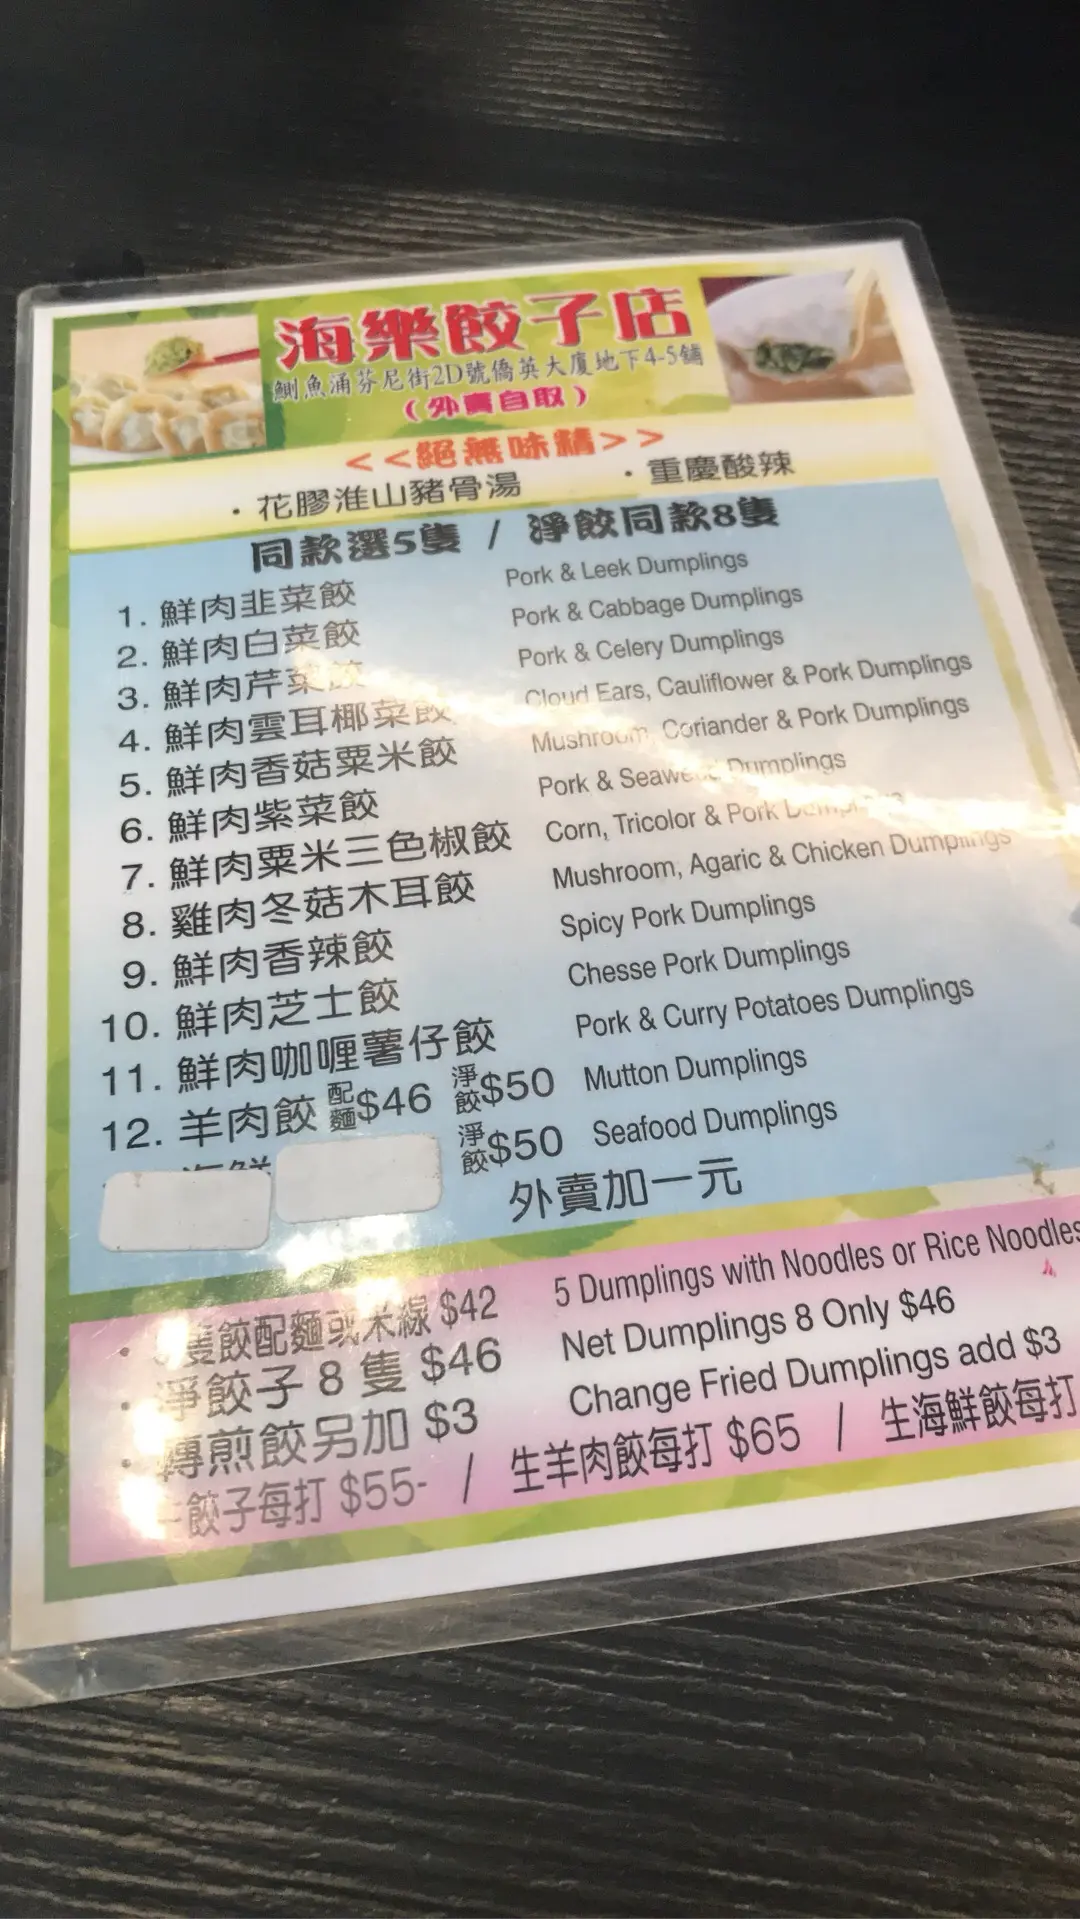 海樂餃子店
鰂魚涌芬尼街2D號僑英大廈地下4-5舖
(外賣自取)
<<絕無味精>>
· 花膠淮山豬骨湯 · 重慶酸辣
同款選5隻 / 淨餃同款8隻
1. 鮮肉韭菜餃 Pork & Leek Dumplings
2. 鮮肉白菜餃 Pork & Cabbage Dumplings
3. 鮮肉芹菜餃 Pork & Celery Dumplings
4. 鮮肉雲耳椰菜餃 Cloud Ears, Cauliflower & Pork Dumplings
5. 鮮肉香菇粟米餃 Mushroom, Coriander & Pork Dumplings
6. 鮮肉紫菜餃 Pork & Seaweed Dumplings
7. 鮮肉粟米三色椒餃 Corn, Tricolor & Pork
8. 雞肉冬菇木耳餃 Mushroom, Agaric & Chicken Dumplings
9. 鮮肉香辣餃 Spicy Pork Dumplings
10. 鮮肉芝士餃 Chesse Pork Dumplings
11. 鮮肉咖喱薯仔餃 Pork & Curry Potatoes Dumplings
12. 羊肉餃 配麵$46 淨餃$50 Mutton Dumplings
海鮮 淨餃$50 Seafood Dumplings
外賣加一元
· 隻餃配麵或米線 $42 5 Dumplings with Noodles or Rice Noodles
· 淨餃子8隻 $46 Net Dumplings 8 Only $46
· 轉煎餃另加 $3 Change Fried Dumplings add $3
餃子每打 $55- / 生羊肉餃每打 $65 / 生海鮮餃每打